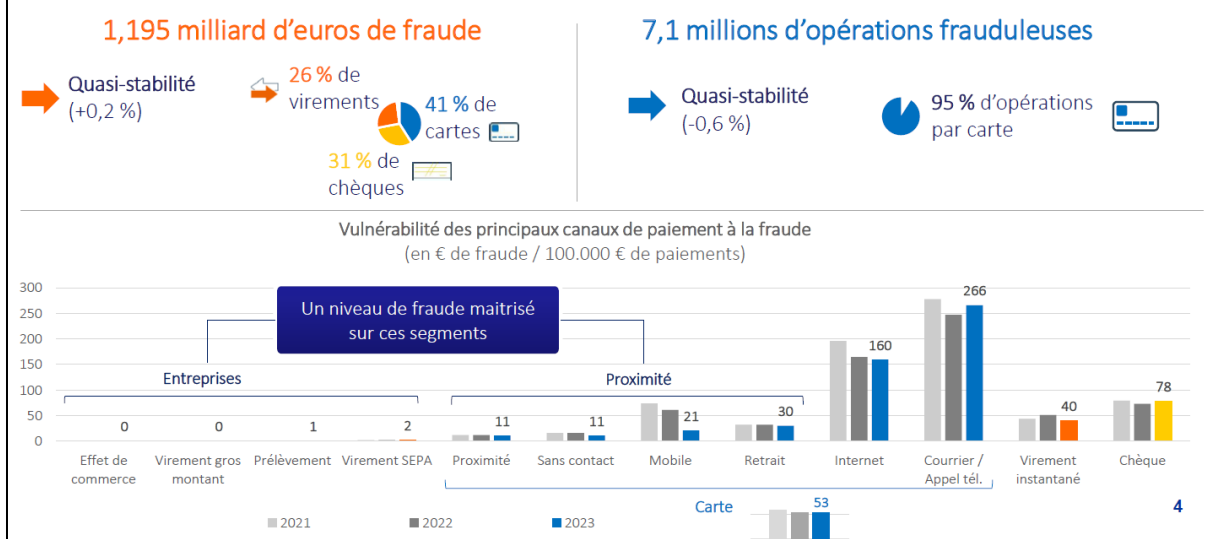 1,195 milliard d'euros de fraude
Quasi-stabilité
(+0,2 %)
26 % de
virements
41 % de
cartes
31 % de
chèques
7,1 millions d'opérations frauduleuses
Quasi-stabilité
(-0,6 %)
95 % d'opérations
par carte
Vulnérabilité des principaux canaux de paiement à la fraude
(en € de fraude / 100.000 € de paiements)
300
250
200
150
100
50
0
Un niveau de fraude maitrisé
sur ces segments
Entreprises
Proximité
0
0
1
2
11
11
21
30
160
266
40
78
Effet de
commerce
Virement gros
montant
Prélèvement
Virement SEPA
Proximité
Sans contact
Mobile
Retrait
Internet
Courrier /
Appel tél.
Virement
instantané
Chèque
Carte
53
2021
2022
2023
4